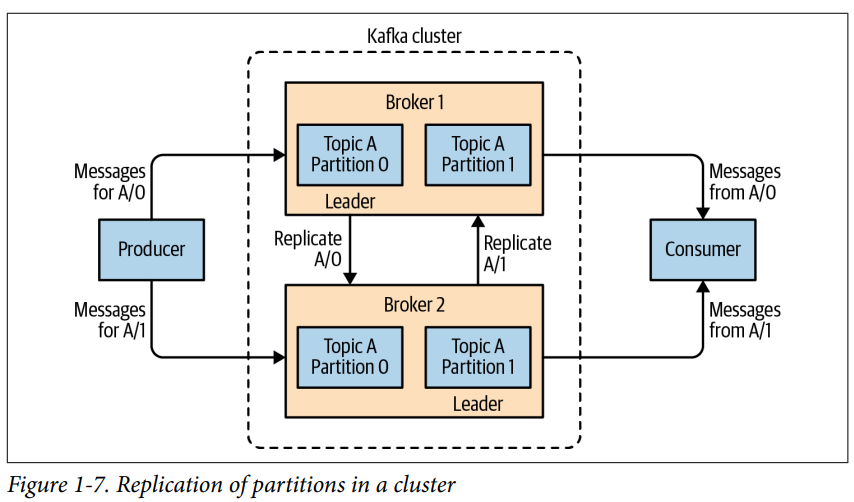 Kafka cluster
Broker 1
Topic A
Partition 0
Topic A
Partition 1
Leader
Messages
for A/0
Messages
from A/0
Producer
Replicate
A/0
Replicate
A/1
Consumer
Messages
for A/1
Messages
from A/1
Broker 2
Topic A
Partition 0
Topic A
Partition 1
Leader
Figure 1-7. Replication of partitions in a cluster